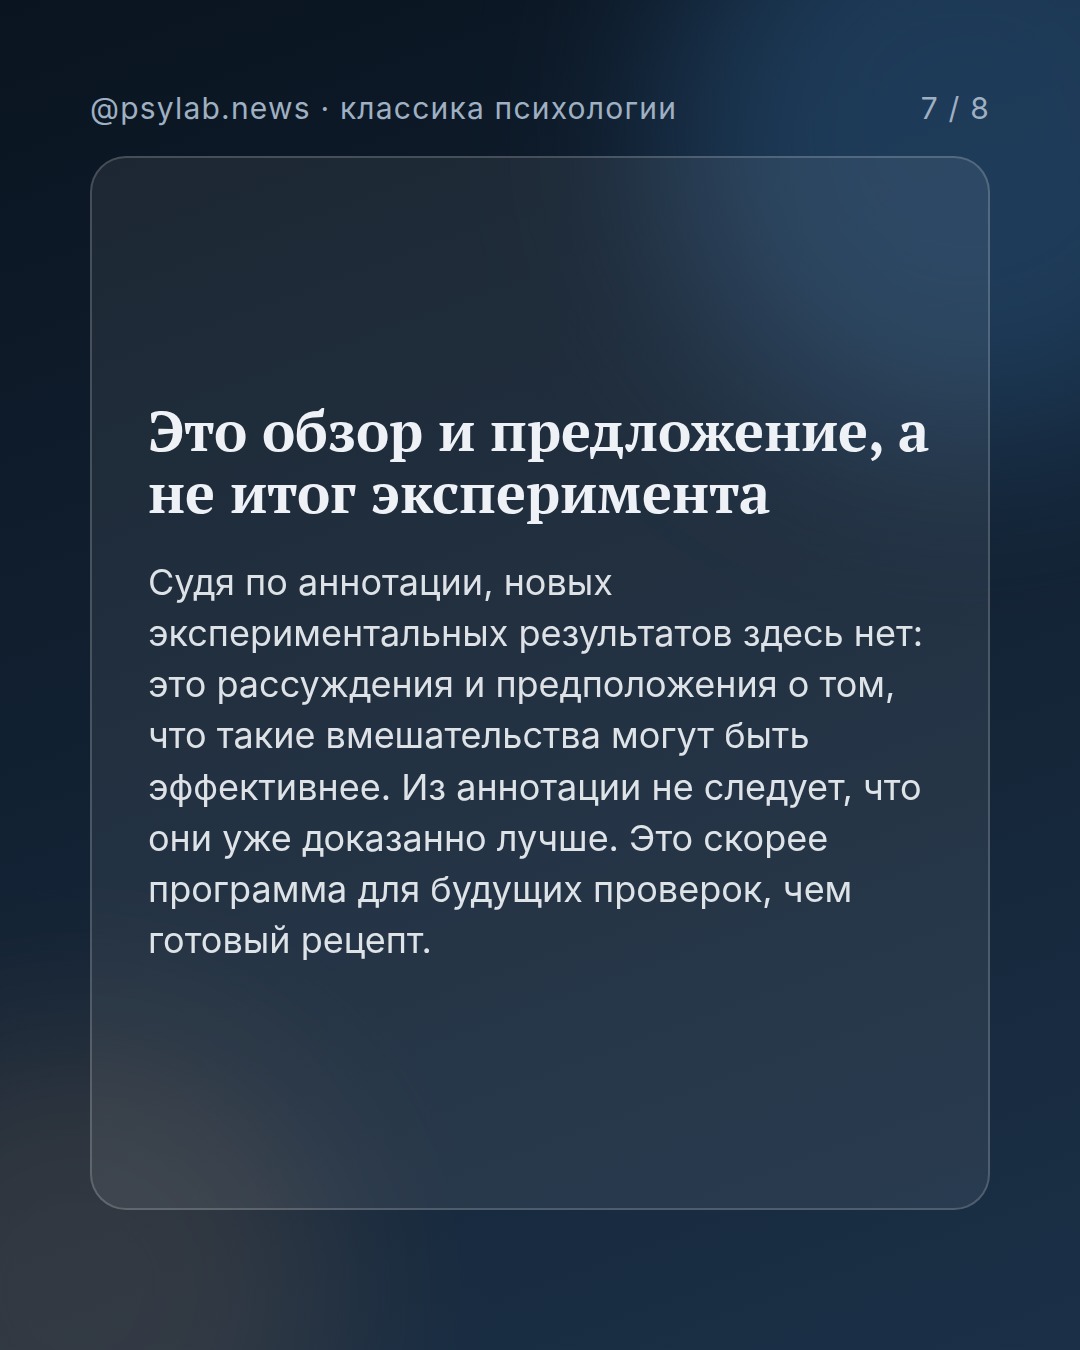 @psylab.news · классика психологии
7 / 8
Это обзор и предложение, а
не итог эксперимента
Судя по аннотации, новых
экспериментальных результатов здесь нет:
это рассуждения и предположения о том,
что такие вмешательства могут быть
эффективнее. Из аннотации не следует, что
они уже доказанно лучше. Это скорее
программа для будущих проверок, чем
готовый рецепт.